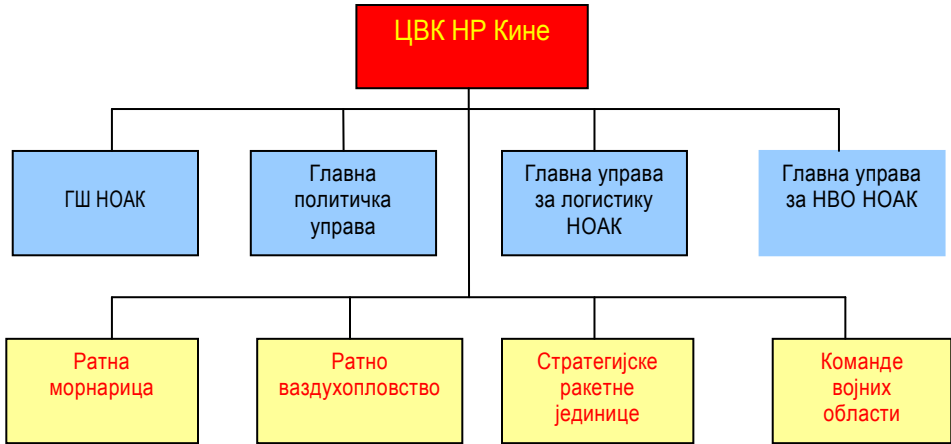 ЦВК НР Кине
ГШ НОАК
Главна
политичка
управа
Главна управа
за логистику
НОАК
Главна управа
за НВО НОАК
Ратна
морнарица
Ратно
ваздухопловство
Стратегијске
ракетне
јединице
Команде
војних
области